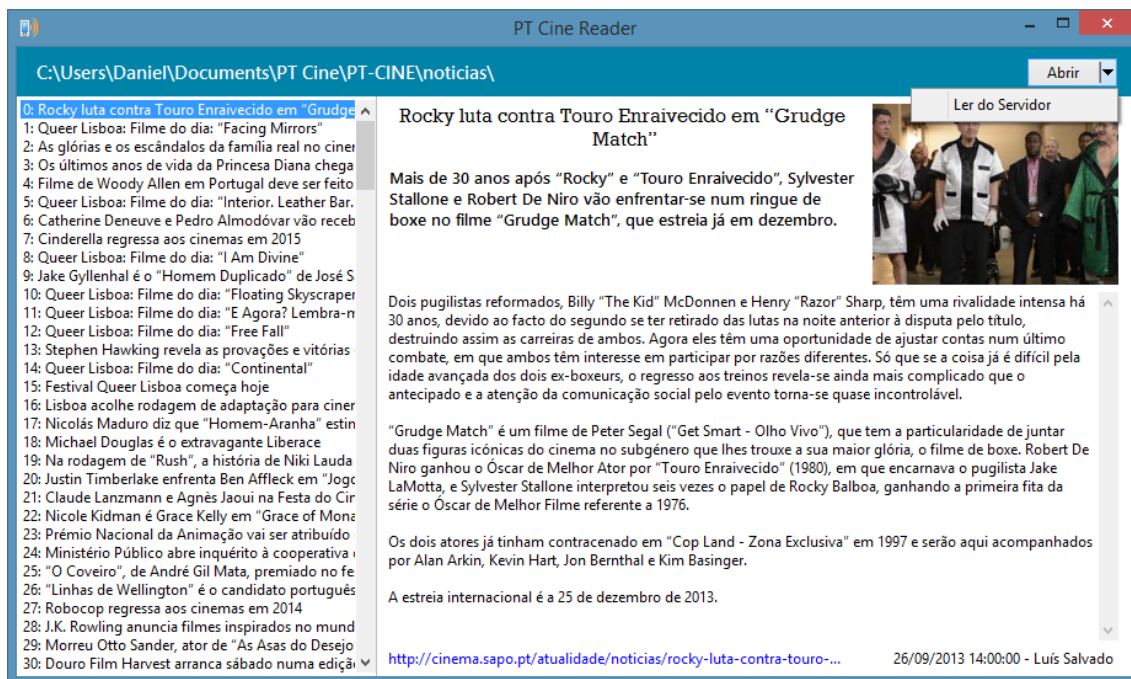 PT Cine Reader
C:\Users\Daniel\Documents\PT Cine\PT-CINE\noticias\
Abrir
Ler do Servidor
0: Rocky luta contra Touro Enraivecido em “Grudge
1: Queer Lisboa: Filme do dia: “Facing Mirrors”
2: As glórias e os escândalos da família real no ciner
3: Os últimos anos de vida da Princesa Diana chega
4: Filme de Woody Allen em Portugal deve ser feito
5: Queer Lisboa: Filme do dia: “Interior. Leather Bar.
6: Catherine Deneuve e Pedro Almodóvar vão receb
7: Cinderella regressa aos cinemas em 2015
8: Queer Lisboa: Filme do dia: “I Am Divine”
9: Jake Gyllenhal é o “Homem Duplicado” de José S
10: Queer Lisboa: Filme do dia: “Floating Skyscraper
11: Queer Lisboa: Filme do dia: “E Agora? Lembra-m
12: Queer Lisboa: Filme do dia: “Free Fall”
13: Stephen Hawking revela as provações e vitórias
14: Queer Lisboa: Filme do dia: “Continental”
15: Festival Queer Lisboa começa hoje
16: Lisboa acolhe rodagem de adaptação para ciner
17: Nicolás Maduro diz que “Homem-Aranha” estin
18: Michael Douglas é o extravagante Liberace
19: Na rodagem de “Rush”, a história de Niki Lauda
20: Justin Timberlake enfrenta Ben Affleck em “Jogo
21: Claude Lanzmann e Agnès Jaoui na Festa do Cin
22: Nicole Kidman é Grace Kelly em “Grace of Mona
23: Prémio Nacional da Animação vai ser atribuído
24: Ministério Público abre inquérito à cooperativa
25: “O Coveiro”, de André Gil Mata, premiado no fe
26: “Linhas de Wellington” é o candidato português
27: Robocop regressa aos cinemas em 2014
28: J.K. Rowling anuncia filmes inspirados no mund
29: Morreu Otto Sander, ator de “As Asas do Desejo
30: Douro Film Harvest arranca sábado numa ediçã
Rocky luta contra Touro Enraivecido em “Grudge
Match”
Mais de 30 anos após “Rocky” e “Touro Enraivecido”, Sylvester
Stallone e Robert De Niro vão enfrentar-se num ringue de
boxe no filme “Grudge Match”, que estreia já em dezembro.
Dois pugilistas reformados, Billy “The Kid” McDonnen e Henry “Razor” Sharp, têm uma rivalidade intensa há
30 anos, devido ao facto do segundo se ter retirado das lutas na noite anterior à disputa pelo título,
destruindo assim as carreiras de ambos. Agora eles têm uma oportunidade de ajustar contas num último
combate, em que ambos têm interesse em participar por razões diferentes. Só que se a coisa já é difícil pela
idade avançada dos dois ex-boxeurs, o regresso aos treinos revela-se ainda mais complicado que o
antecipado e a atenção da comunicação social pelo evento torna-se quase incontrolável.
“Grudge Match” é um filme de Peter Segal (“Get Smart - Olho Vivo”), que tem a particularidade de juntar
duas figuras icónicas do cinema no subgénero que lhes trouxe a sua maior glória, o filme de boxe. Robert De
Niro ganhou o Óscar de Melhor Ator por “Touro Enraivecido” (1980), em que encarnava o pugilista Jake
LaMotta, e Sylvester Stallone interpretou seis vezes o papel de Rocky Balboa, ganhando a primeira fita da
série o Óscar de Melhor Filme referente a 1976.
Os dois atores já tinham contracenado em “Cop Land - Zona Exclusiva” em 1997 e serão aqui acompanhados
por Alan Arkin, Kevin Hart, Jon Bernthal e Kim Basinger.
A estreia internacional é a 25 de dezembro de 2013.
http://cinema.sapo.pt/atualidade/noticias/rocky-luta-contra-touro-...
26/09/2013 14:00:00 - Luís Salvado